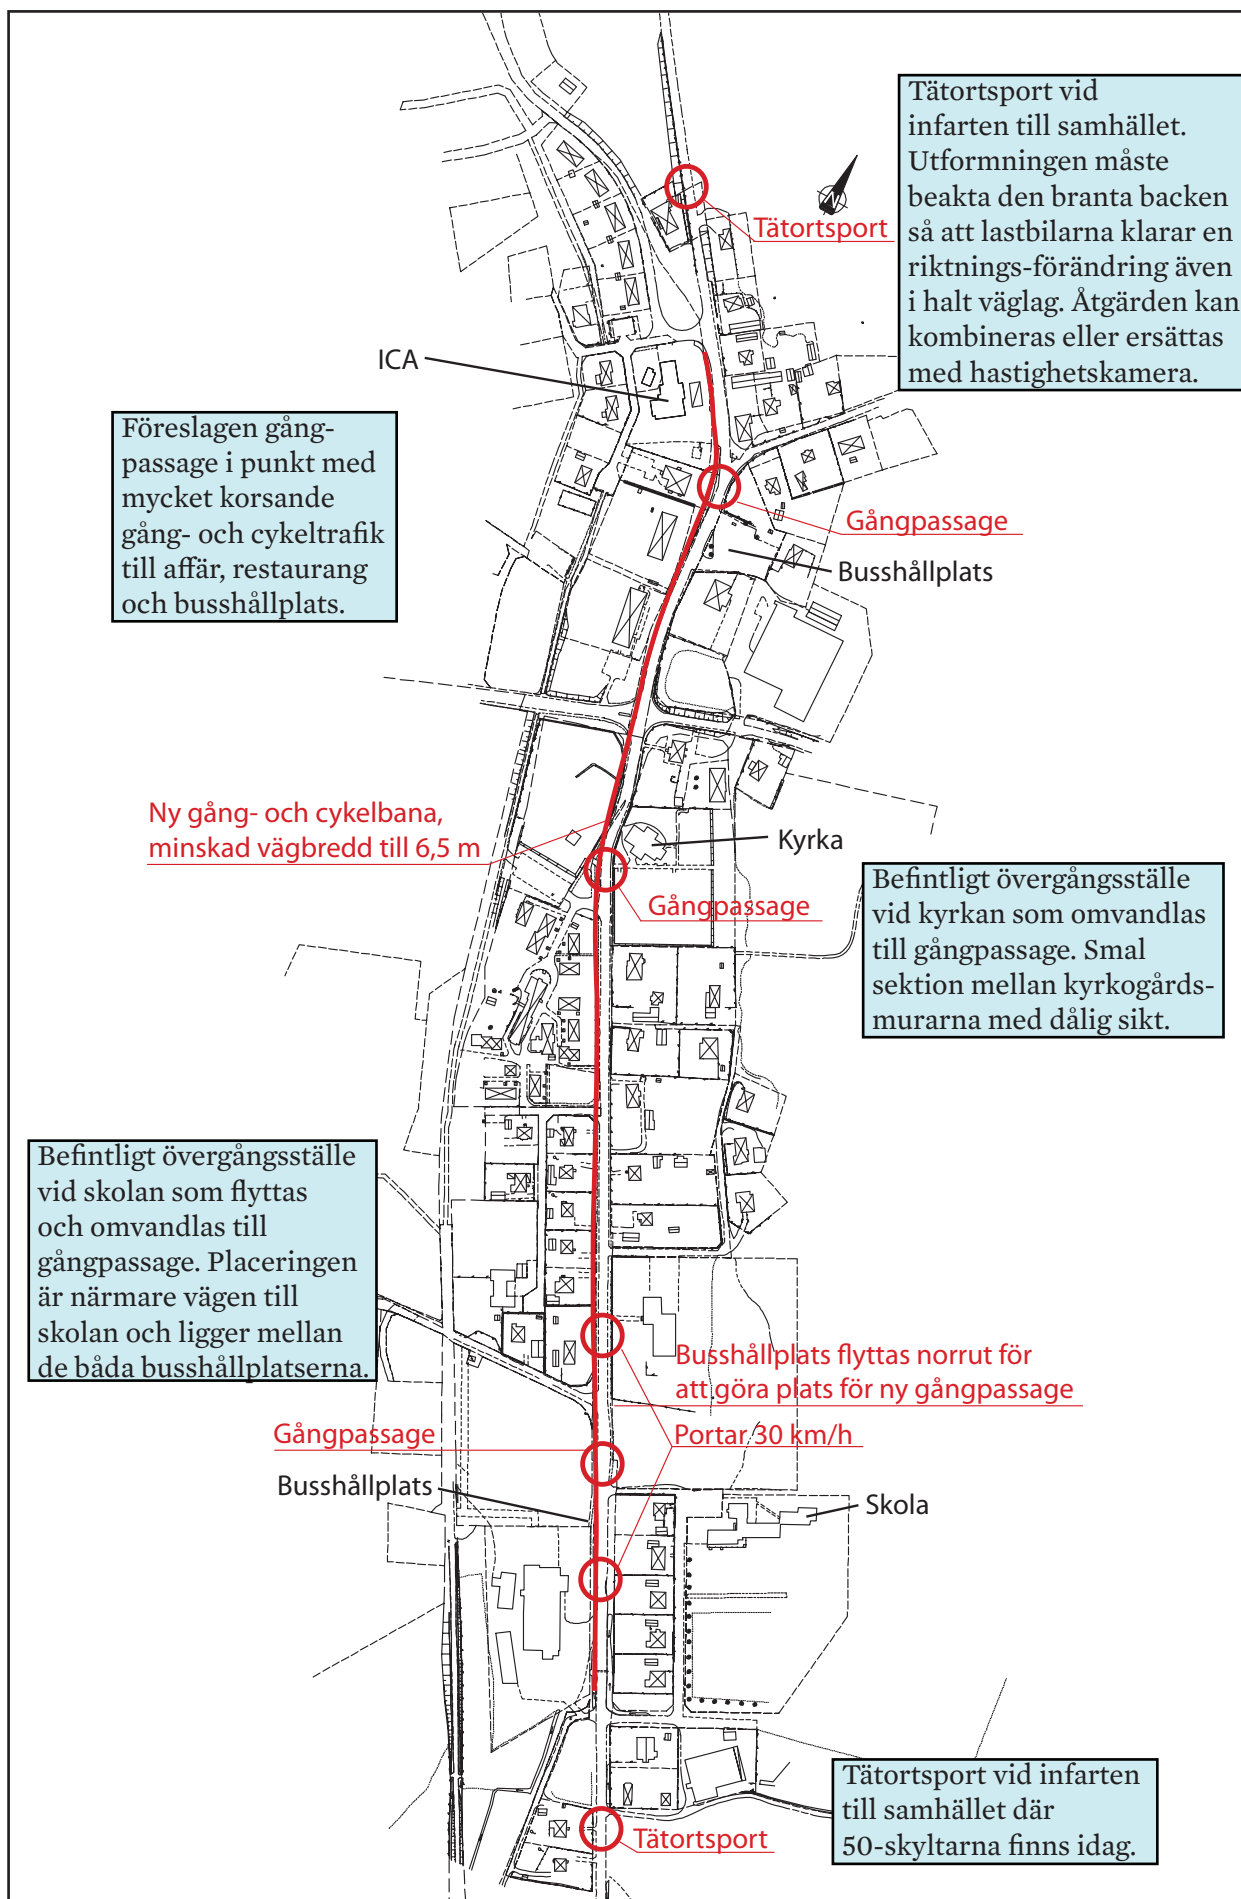 Tätortsport vid
infarten till samhället.
Utformningen måste
beakta den branta backen
så att lastbilarna klarar en
riktnings-förändring även
i halt väglag. Åtgärden kan
kombineras eller ersättas
med hastighetskamera.
N
Tätortsport
ICA
Föreslagen gång-
passage i punkt med
mycket korsande
gång- och cykeltrafik
till affär, restaurang
och busshållplats.
Gångpassage
Busshållplats
Ny gång- och cykelbana,
minskad vägbredd till 6,5 m
Kyrka
Gångpassage
Befintligt övergångsställe
vid kyrkan som omvandlas
till gångpassage. Smal
sektion mellan kyrkogårds-
murarna med dålig sikt.
Befintligt övergångsställe
vid skolan som flyttas
och omvandlas till
gångpassage. Placeringen
är närmare vägen till
skolan och ligger mellan
de båda busshållplatserna.
Busshållplats flyttas norrut för
att göra plats för ny gångpassage
Gångpassage
Portar 30 km/h
Busshållplats
Skola
Tätortsport vid infarten
till samhället där
50-skyltarna finns idag.
Tätortsport